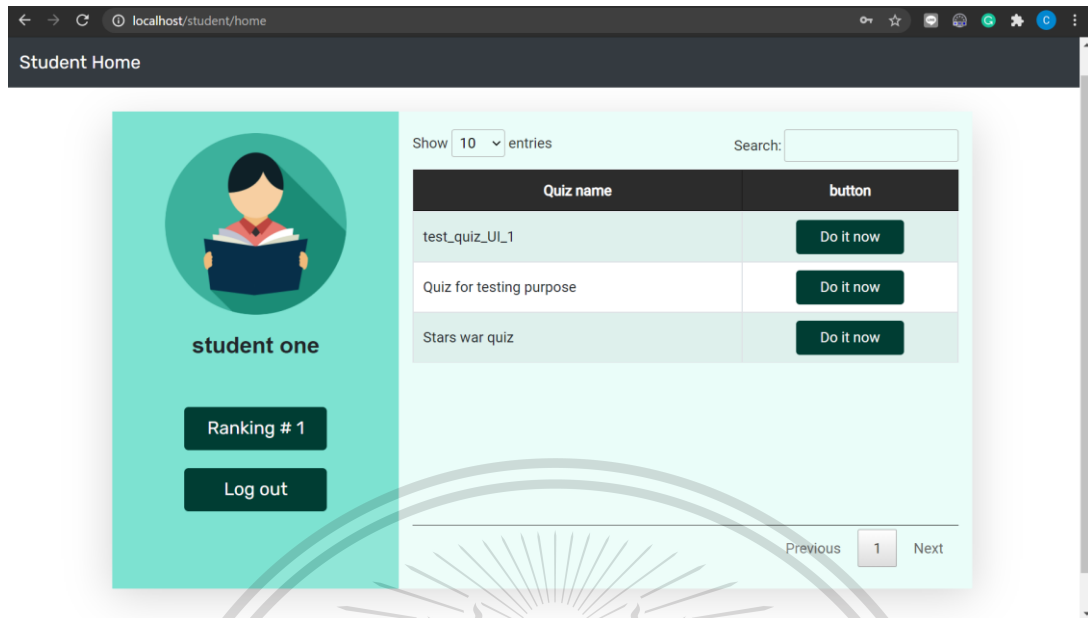 localhost/student/home
C
Student Home
student one
Ranking # 1
Log out
Show 10 entries
Search:
Quiz name button
test_quiz_UI_1 Do it now
Quiz for testing purpose Do it now
Stars war quiz Do it now
Previous 1 Next